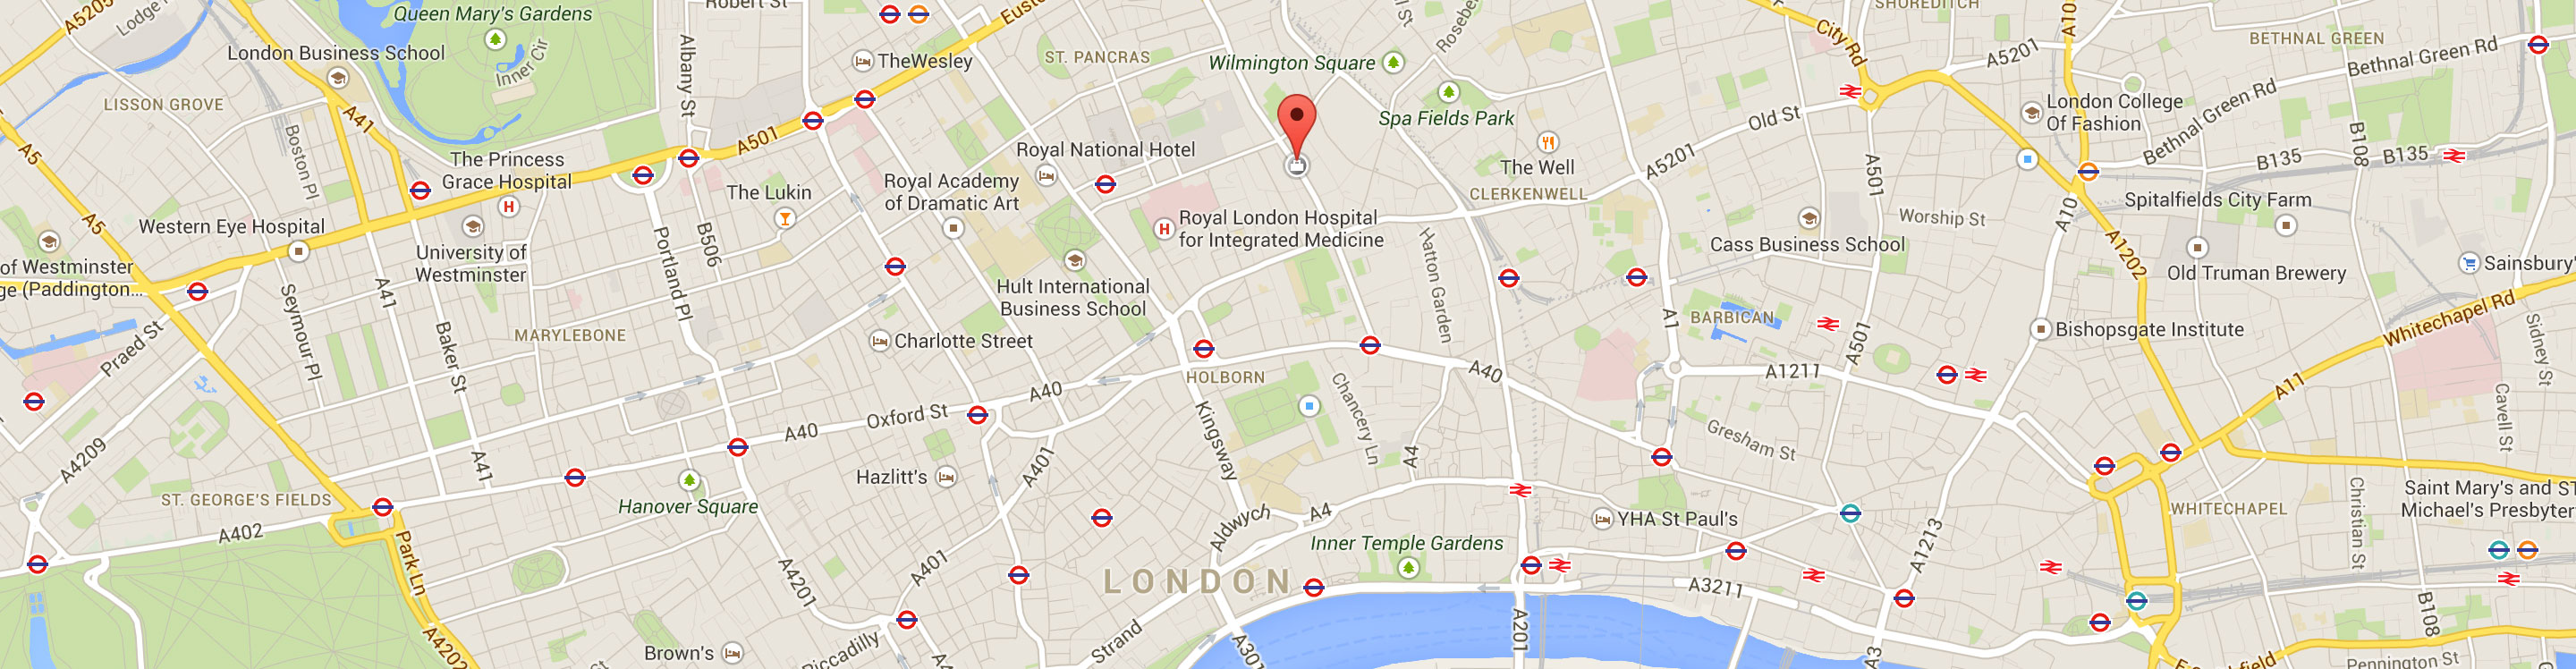 A5205
Lodge
Queen Mary's Gardens
Robert St
Inner Cir
London Business School
LISSON GROVE
A41
Boston Pl
Albany St
A501
TheWesley
ST. PANCRAS
Wilmington Square
Spa Fields Park
City Rd
SHOREDITCH
A5201
BETHNAL GREEN
Bethnal Green Rd
A5
The Princess
Grace Hospital
Royal National Hotel
The Well
Old St
London College
Of Fashion
Bethnal Green Rd
B108
B135
B135
A5
Western Eye Hospital
University of
Westminster
The Lukin
Royal Academy
of Dramatic Art
CLERKENWELL
A5201
A501
Spitalfields City Farm
Worship St
A10
of Westminster
ge (Paddington...
Portland Pl
B506
Royal London Hospital
for Integrated Medicine
Hatton Garden
Cass Business School
A1202
Old Truman Brewery
Sainsbury'
Seymour Pl
A41
Hult International
Business School
A1
BARBICAN
Bishopsgate Institute
Whitechapel Rd
Praed St
Baker St
MARYLEBONE
Charlotte Street
A501
Sidney St
HOLBORN
A40
A1211
A11
A40
Oxford St
A40
Kingsway
Chancery Ln
Gresham St
Cavell St
A4209
A41
A401
A4
ST. GEORGE'S FIELDS
Hazlitt's
Hanover Square
A402
Park Ln
Aldwych
A4
YHA St Paul's
A1213
WHITECHAPEL
Christian St
Saint Mary's and ST
Michael's Presbyter
Inner Temple Gardens
A4201
A401
LONDON
A3211
B108
A4202
Brown's
Piccadilly
Strand
A301
A201
A3
Pennington St